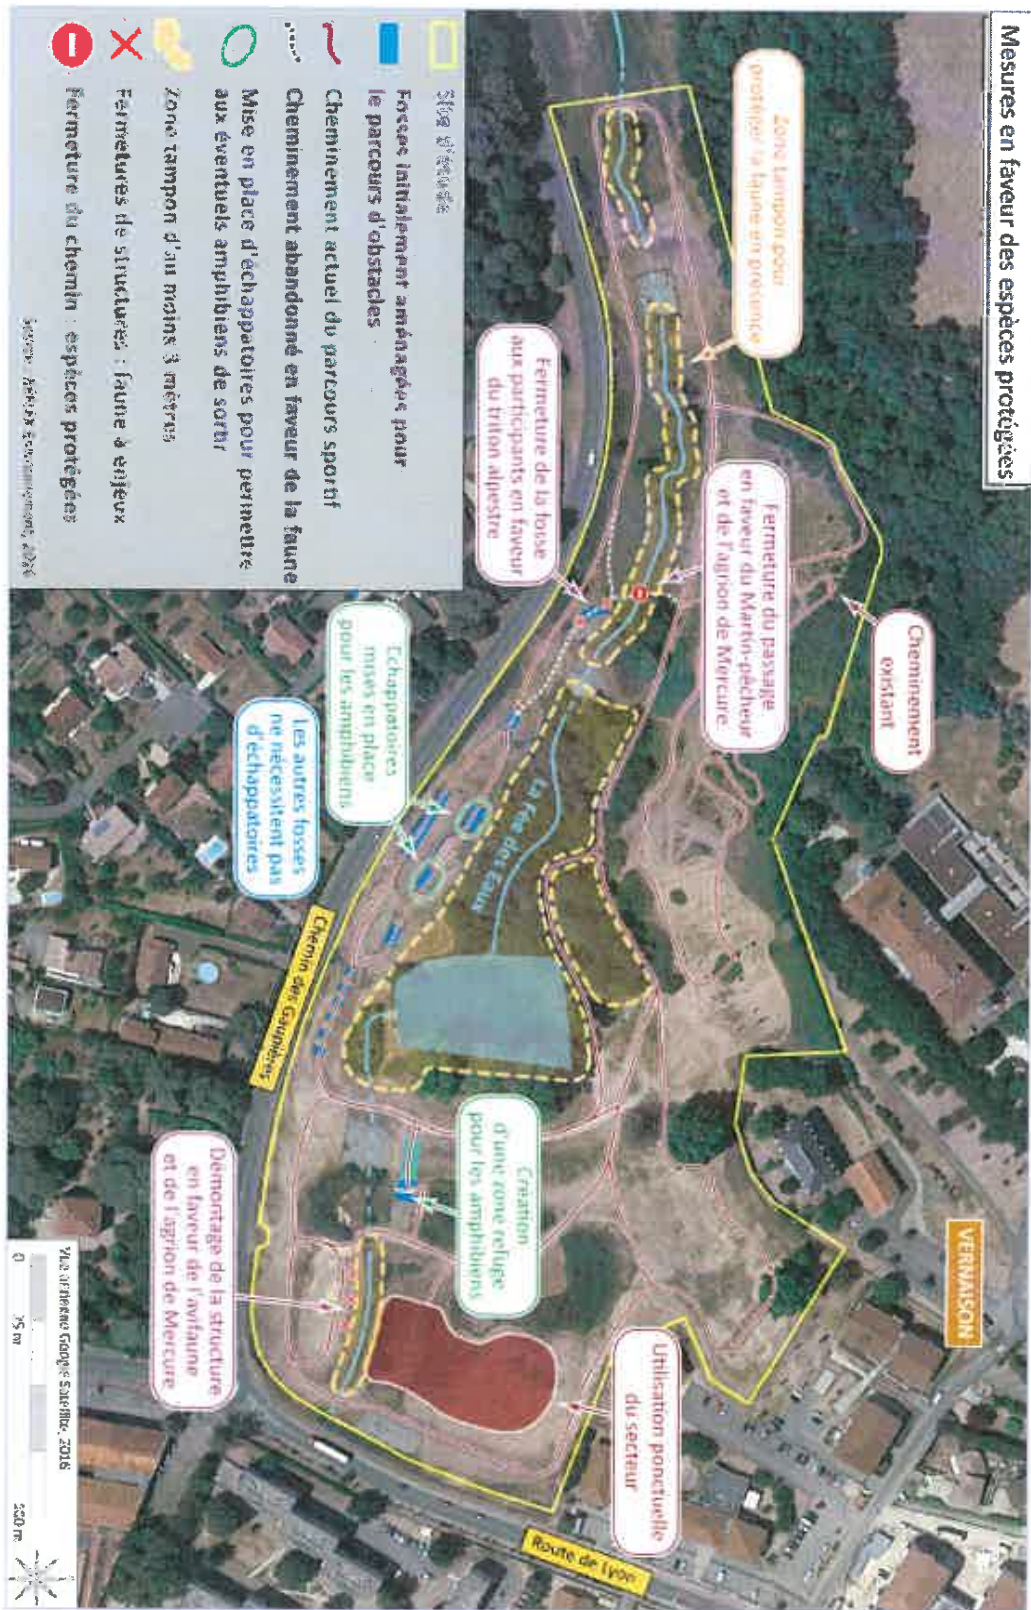 Mesures en faveur des espèces protégées
Zone tampon pour
protéger la faune en présence
Cheminement
existant
Fermeture du passage
en faveur du Martin-pêcheur
et de l'agrion de Mercure
Fermeture de la fosse
aux participants en faveur
du triton alpestre
VERNAISON
Utilisation ponctuelle
du secteur
Création
d'une zone refuge
pour les amphibiens
La Fée des Eaux
Echappatoires
mises en place
pour les amphibiens
Les autres fosses
ne nécessitent pas
d'échappatoires
Chemin des Goupières
Route de Lyon
Démontage de la structure
en faveur de l'avifaune
et de l'agrion de Mercure
Site d'étude
Fosses initialement aménagées pour
le parcours d'obstacles
Cheminement actuel du parcours sportif
Cheminement abandonné en faveur de la faune
Mise en place d'échappatoires pour permettre
aux éventuels amphibiens de sortir
Zone tampon d'au moins 3 mètres
Fermetures de structures : faune à enjeux
Fermeture du chemin : espèces protégées
Vue aérienne Google Satellite, 2016
0 75 m